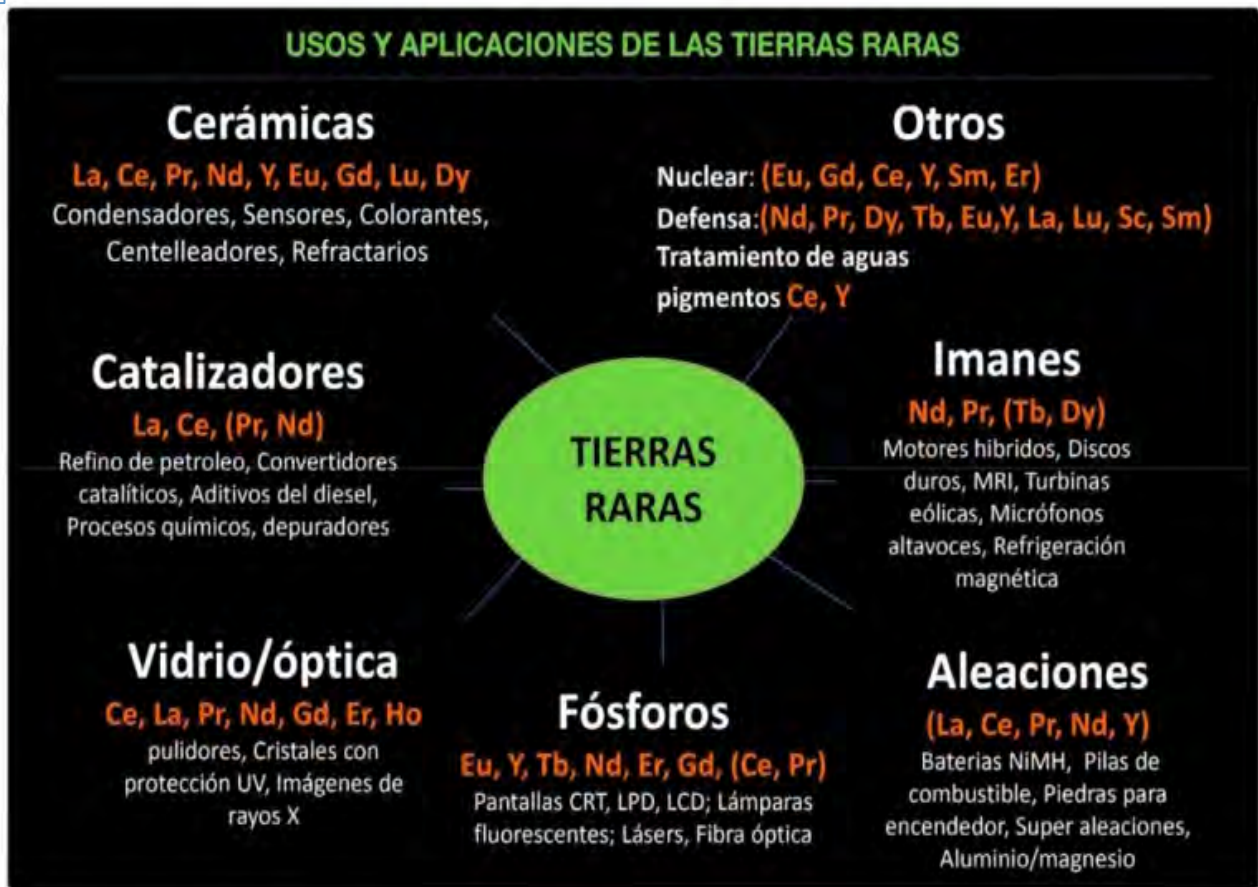 USOS Y APLICACIONES DE LAS TIERRAS RARAS
Cerámicas
La, Ce, Pr, Nd, Y, Eu, Gd, Lu, Dy
Condensadores, Sensores, Colorantes,
Centelleadores, Refractarios
Otros
Nuclear: (Eu, Gd, Ce, Y, Sm, Er)
Defensa:(Nd, Pr, Dy, Tb, Eu,Y, La, Lu, Sc, Sm)
Tratamiento de aguas
pigmentos Ce, Y
Catalizadores
La, Ce, (Pr, Nd)
Refino de petroleo, Convertidores
catalíticos, Aditivos del diesel,
Procesos químicos, depuradores
TIERRAS
RARAS
Imanes
Nd, Pr, (Tb, Dy)
Motores hibridos, Discos
duros, MRI, Turbinas
eólicas, Micrófonos
altavoces, Refrigeración
magnética
Vidrio/óptica
Ce, La, Pr, Nd, Gd, Er, Ho
pulidores, Cristales con
protección UV, Imágenes de
rayos X
Fósforos
Eu, Y, Tb, Nd, Er, Gd, (Ce, Pr)
Pantallas CRT, LPD, LCD; Lámparas
fluorescentes; Lásers, Fibra óptica
Aleaciones
(La, Ce, Pr, Nd, Y)
Baterias NiMH, Pilas de
combustible, Piedras para
encendedor, Super aleaciones,
Aluminio/magnesio